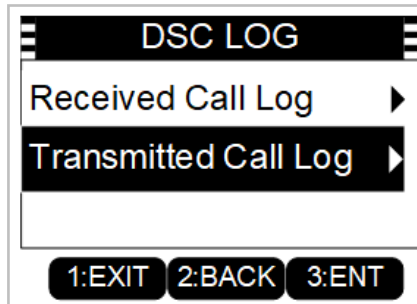 DSC LOG
Received Call Log
Transmitted Call Log
1:EXIT 2:BACK 3:ENT